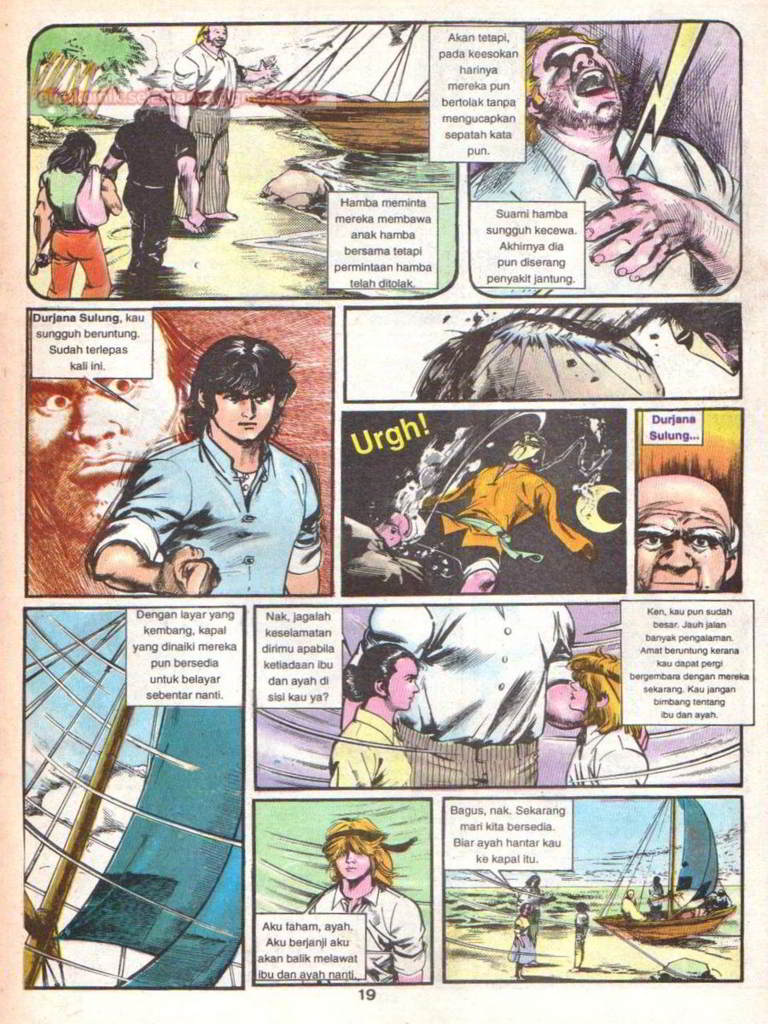 Hamba meminta
mereka membawa
anak hamba
bersama tetapi
permintaan hamba
telah ditolak.
Akan tetapi,
pada keesokan
harinya
mereka pun
bertolak tanpa
mengucapkan
sepatah kata
pun.
Suami hamba
sungguh kecewa.
Akhirnya dia
pun diserang
penyakit jantung.
Durjana Sulung, kau
sungguh beruntung.
Sudah terlepas
kali ini.
Urgh!
Durjana
Sulung...
Dengan layar yang
kembang, kapal
yang dinaiki mereka
pun bersedia
untuk belayar
sebentar nanti.
Nak, jagalah
keselamatan
dirimu apabila
ketiadaan ibu
dan ayah di
sisi kau ya?
Ken, kau pun sudah
besar. Jauh jalan
banyak pengalaman.
Amat beruntung kerana
kau dapat pergi
bergembara dengan mereka
sekarang. Kau jangan
bimbang tentang
ibu dan ayah.
Aku faham, ayah.
Aku berjanji aku
akan balik melawat
ibu dan ayah nanti.
Bagus, nak. Sekarang
mari kita bersedia.
Biar ayah hantar kau
ke kapal itu.
19